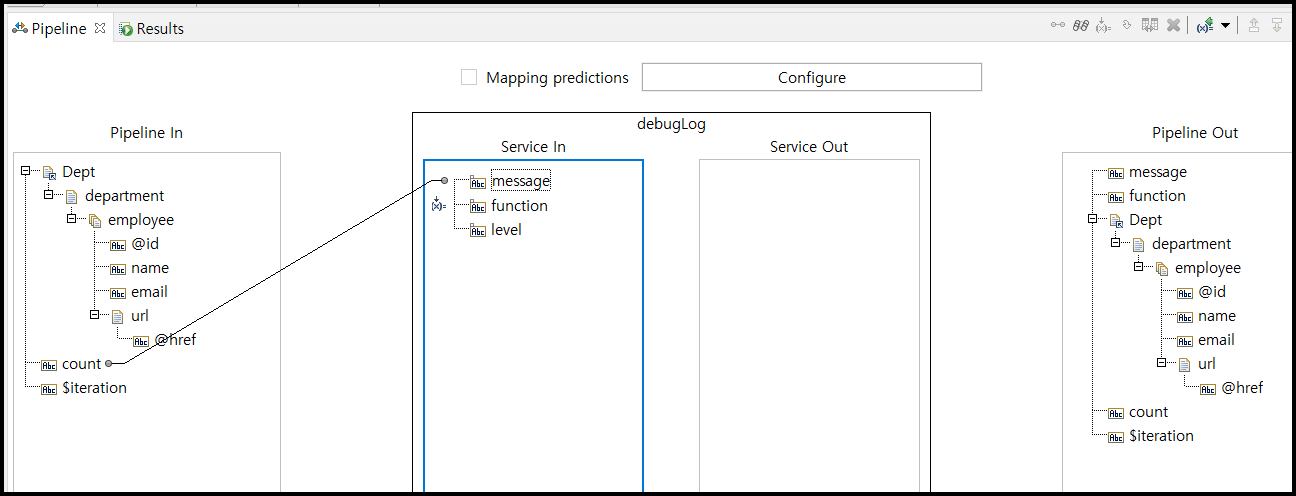 Pipeline
Results
Mapping predictions
Configure
Pipeline In
Dept
department
employee
@id
name
email
url
@href
count
$iteration
debugLog
Service In
message
function
level
Service Out
Pipeline Out
message
function
Dept
department
employee
@id
name
email
url
@href
count
$iteration